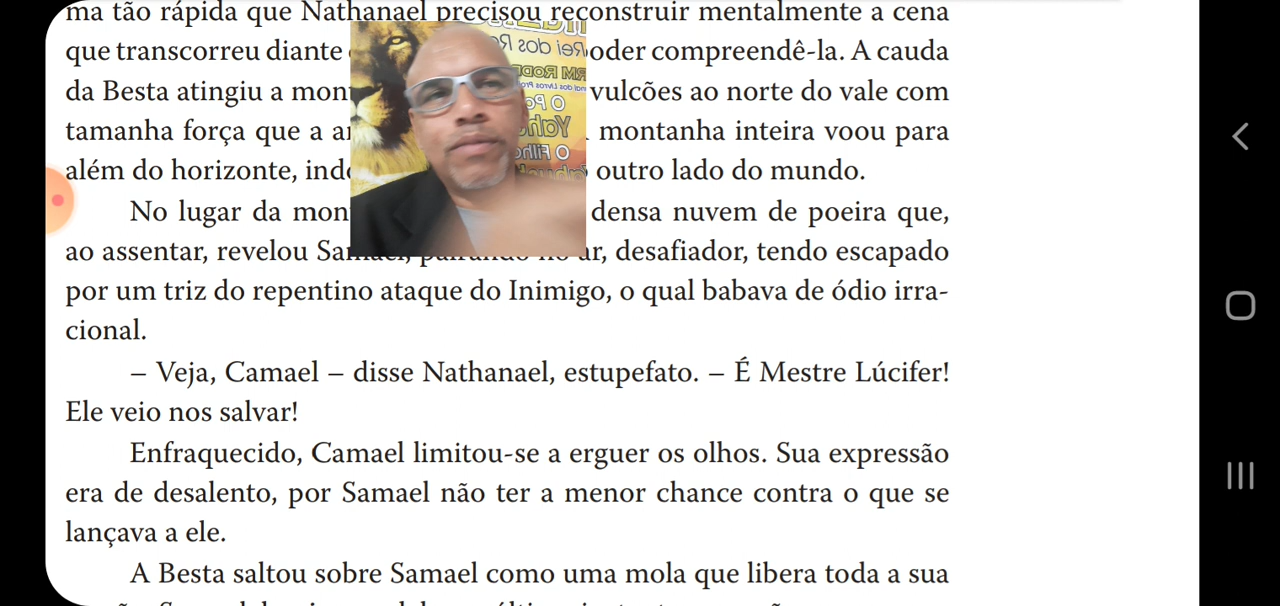 ma tão rápida que Nathanael precisou reconstruir mentalmente a cena
que transcorreu diante oder compreendê-la. A cauda
da Besta atingiu a mon vulcões ao norte do vale com
tamanha força que a a montanha inteira voou para
além do horizonte, indo outro lado do mundo.
No lugar da mon densa nuvem de poeira que,
ao assentar, revelou Samael, pairando no ar, desafiador, tendo escapado
por um triz do repentino ataque do Inimigo, o qual babava de ódio irra-
cional.
– Veja, Camael – disse Nathanael, estupefato. – É Mestre Lúcifer!
Ele veio nos salvar!
Enfraquecido, Camael limitou-se a erguer os olhos. Sua expressão
era de desalento, por Samael não ter a menor chance contra o que se
lançava a ele.
A Besta saltou sobre Samael como uma mola que libera toda a sua